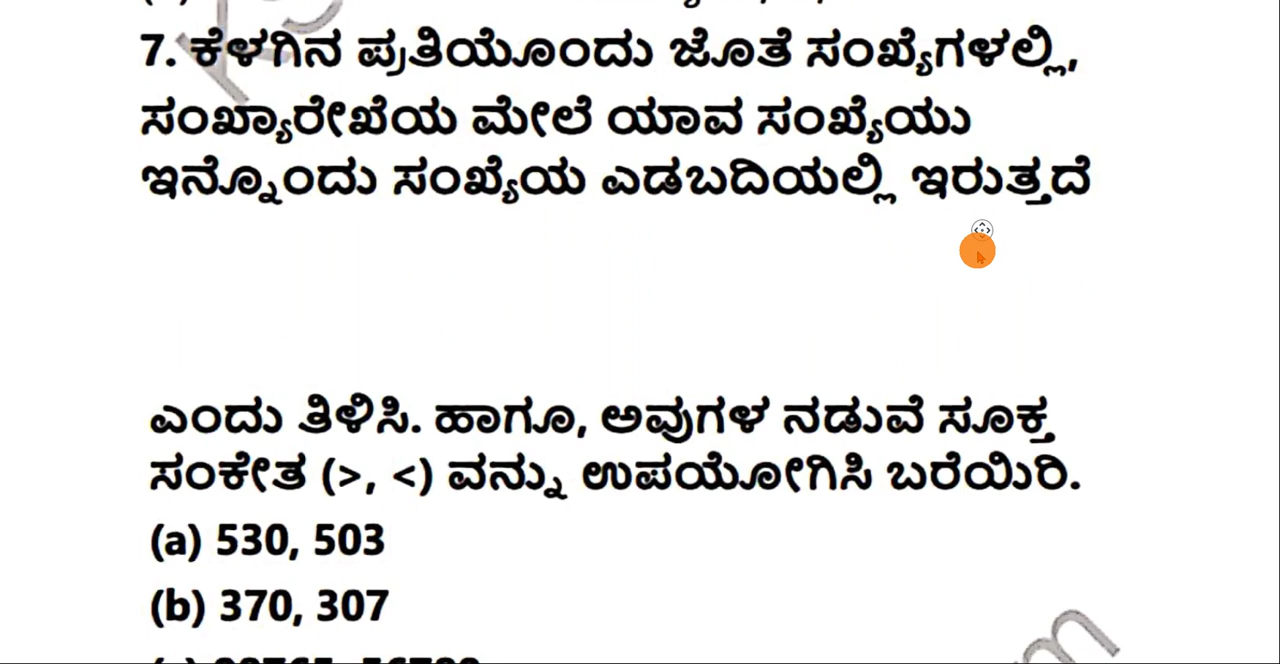 7. ಕೆಳಗಿನ ಪ್ರತಿಯೊಂದು ಜೊತೆ ಸಂಖ್ಯೆಗಳಲ್ಲಿ,
ಸಂಖ್ಯಾರೇಖೆಯ ಮೇಲೆ ಯಾವ ಸಂಖ್ಯೆಯು
ಇನ್ನೊಂದು ಸಂಖ್ಯೆಯ ಎಡಬದಿಯಲ್ಲಿ ಇರುತ್ತದೆ
ಎಂದು ತಿಳಿಸಿ. ಹಾಗೂ, ಅವುಗಳ ನಡುವೆ ಸೂಕ್ತ
ಸಂಕೇತ (>, <) ವನ್ನು ಉಪಯೋಗಿಸಿ ಬರೆಯಿರಿ.
(a) 530, 503
(b) 370, 307